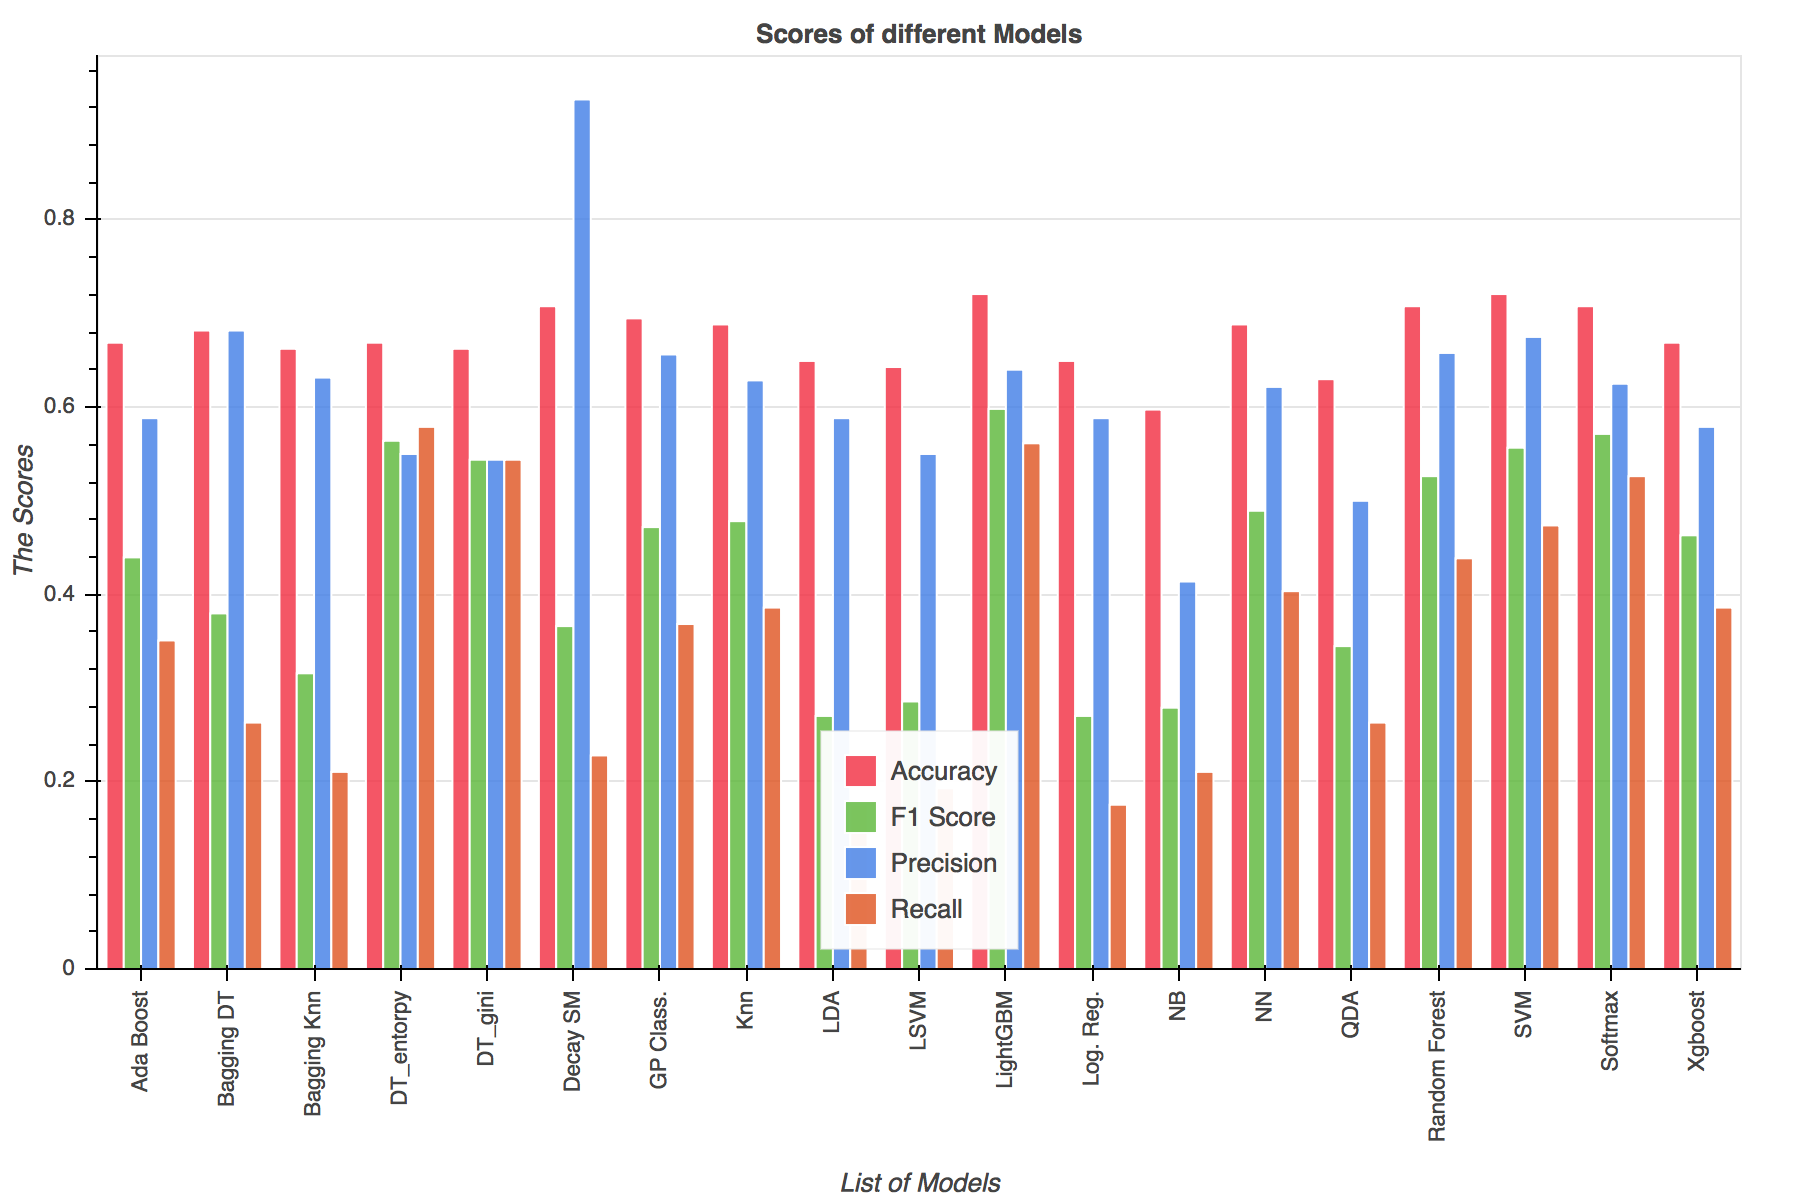 Scores of different Models
The Scores
0.8
0.6
0.4
0.2
0
Accuracy
F1 Score
Precision
Recall
Ada Boost
Bagging DT
Bagging Knn
DT_entorpy
DT_gini
Decay SM
GP Class.
Knn
LDA
LSVM
LightGBM
Log. Reg.
NB
NN
QDA
Random Forest
SVM
Softmax
Xgboost
List of Models